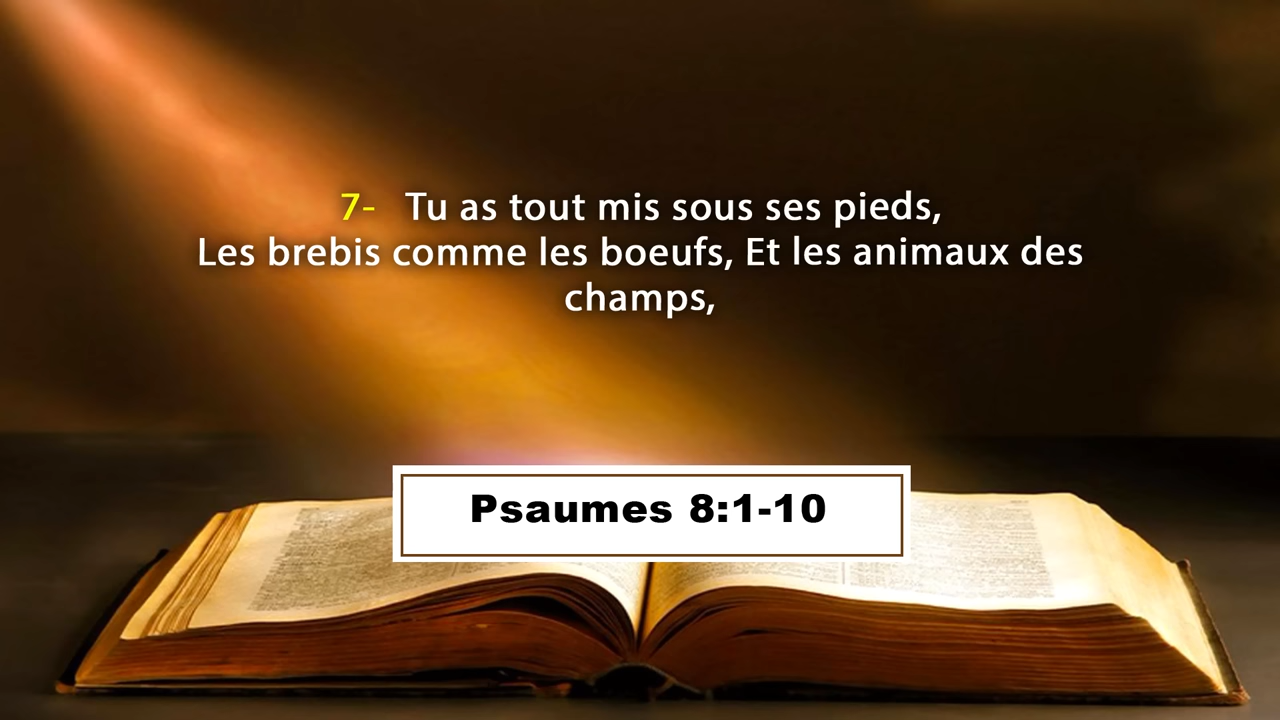 7- Tu as tout mis sous ses pieds,
Les brebis comme les boeufs, Et les animaux des
champs,
Psaumes 8:1-10